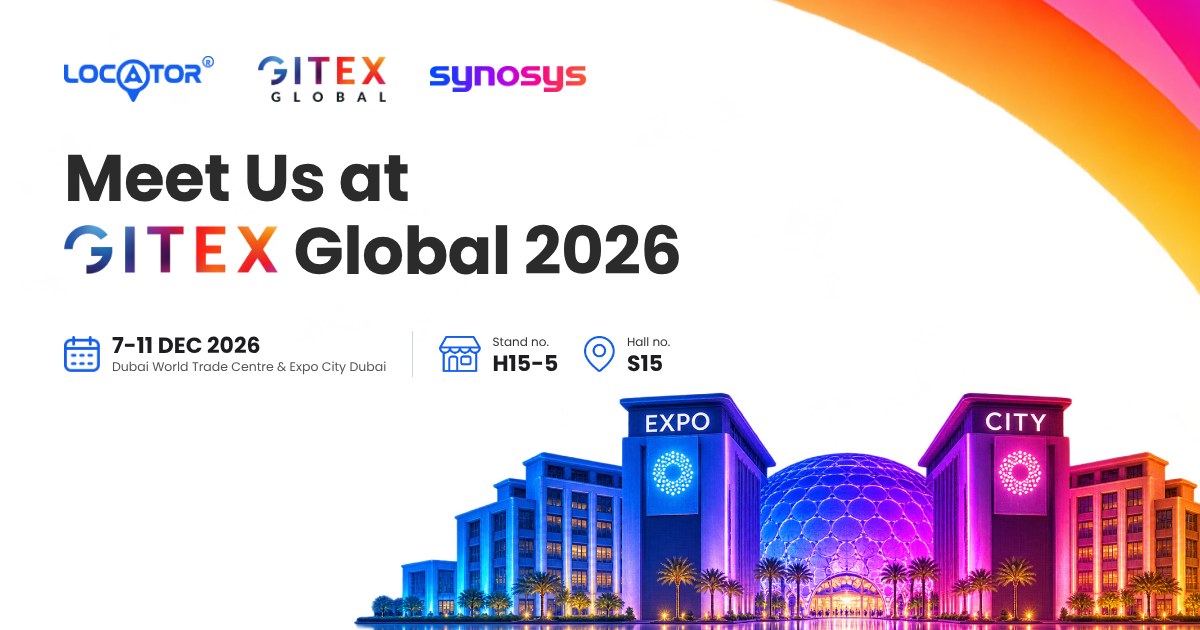 LOCATOR®
GITEX
GLOBAL
synosys
Meet Us at
GITEX Global 2026
7-11 DEC 2026
Dubai World Trade Centre & Expo City Dubai
Stand no.
H15-5
Hall no.
S15
EXPO
CITY